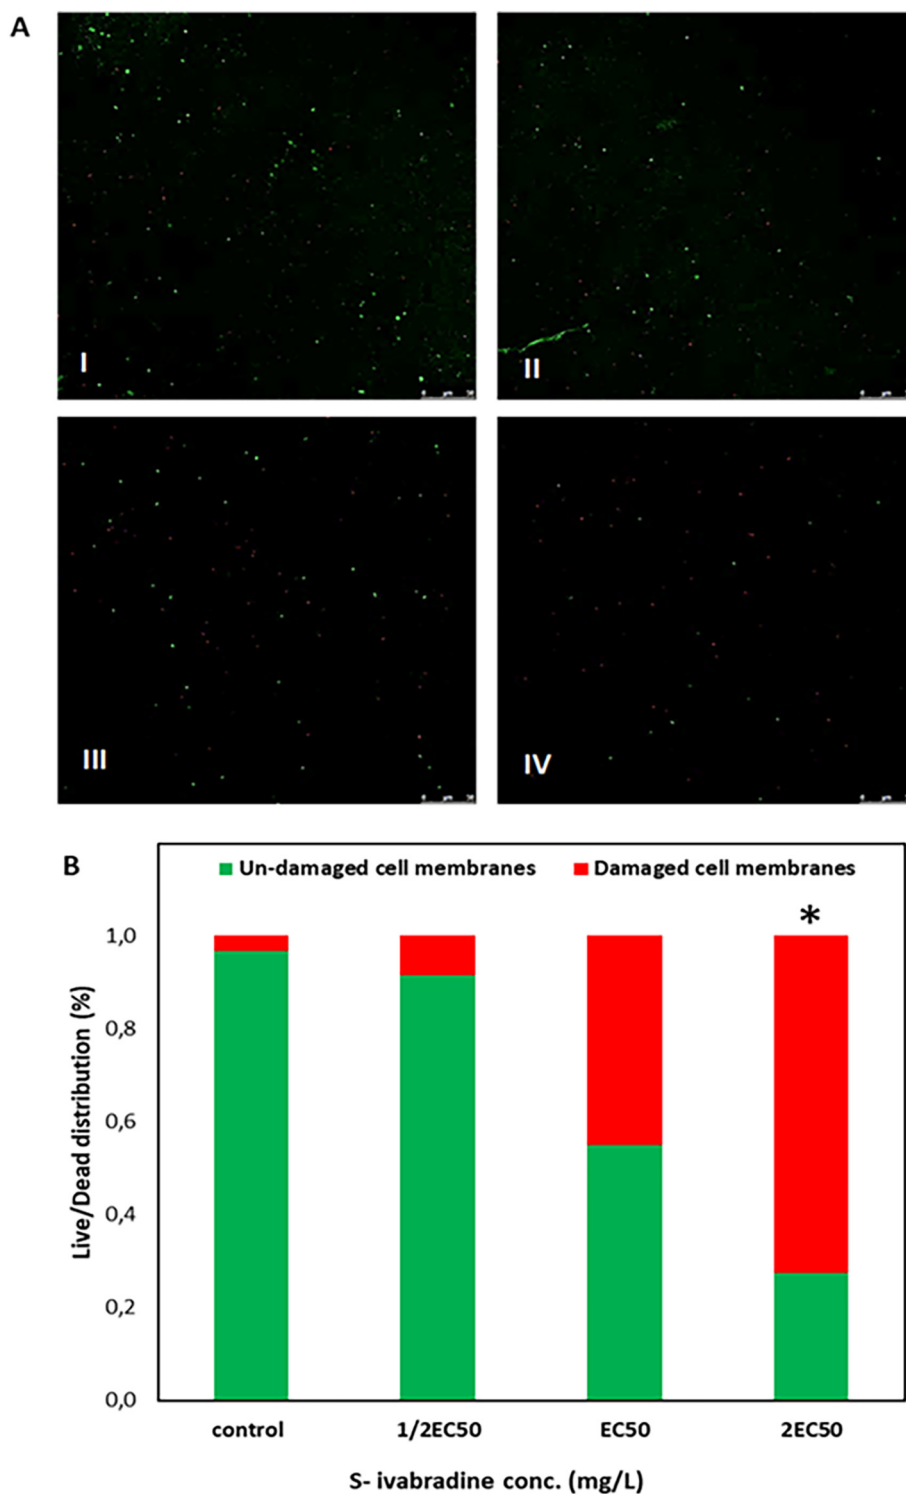 A
I
II
III
IV
B
Un-damaged cell membranes Damaged cell membranes
*
1,0
0,8
0,6
0,4
0,2
0,0
Live/Dead distribution (%)
control 1/2EC50 EC50 2EC50
S- ivabradine conc. (mg/L)